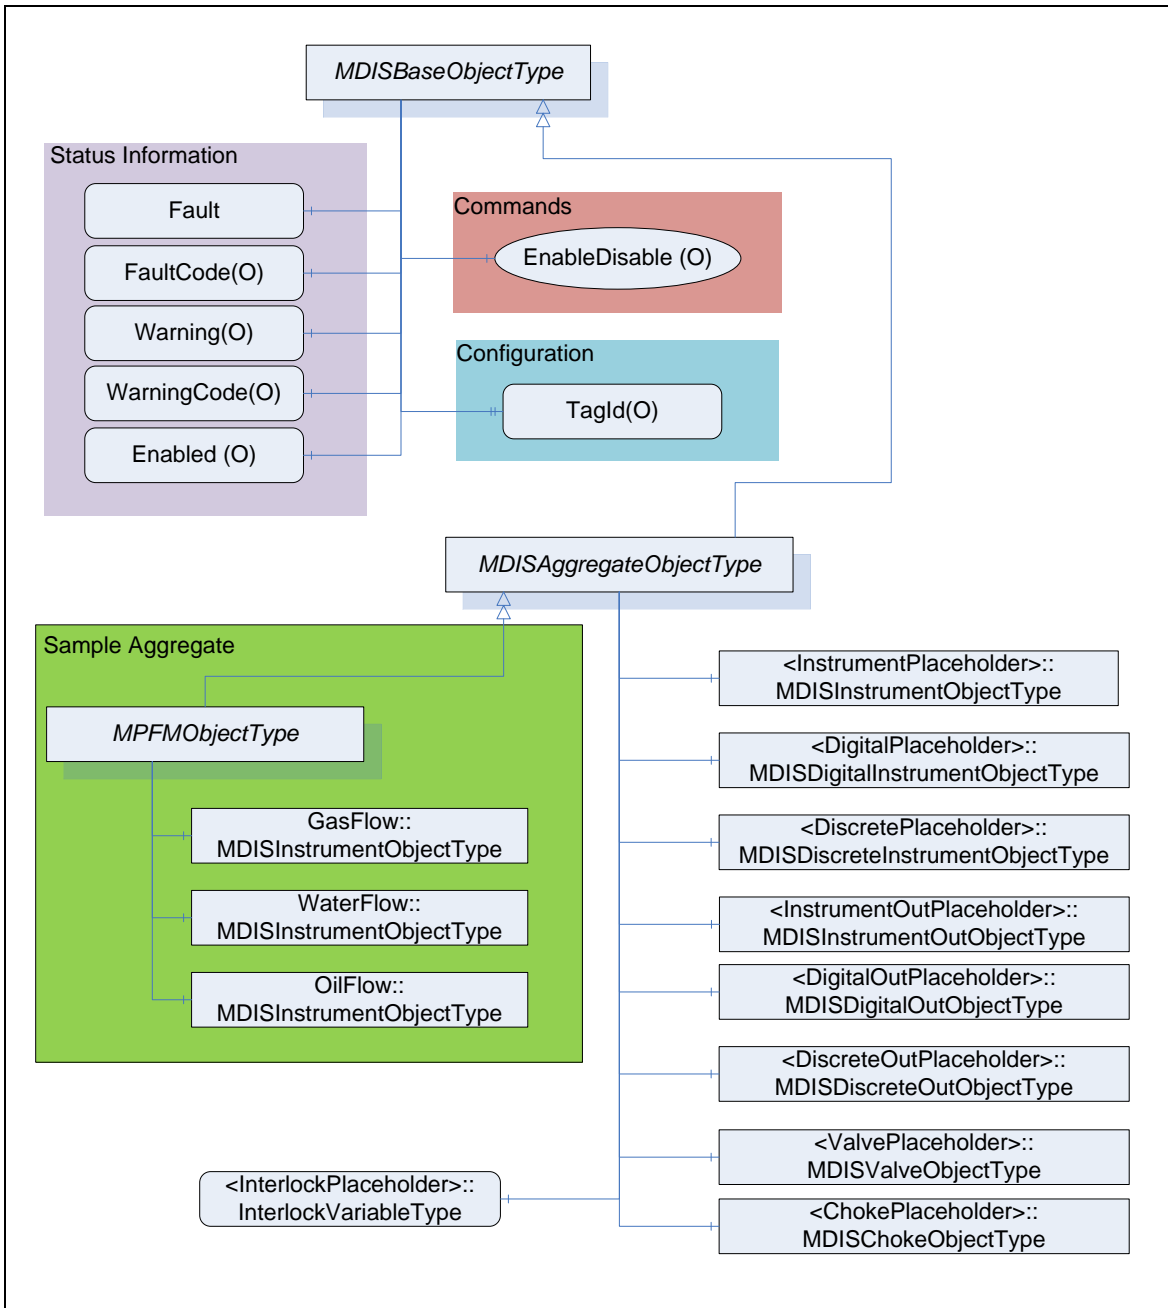 MDISBaseObjectType
Status Information
Fault
FaultCode(O)
Warning(O)
WarningCode(O)
Enabled (O)
Commands
EnableDisable (O)
Configuration
TagId(O)
MDISAggregateObjectType
Sample Aggregate
MPFMObjectType
GasFlow::
MDISInstrumentObjectType
WaterFlow::
MDISInstrumentObjectType
OilFlow::
MDISInstrumentObjectType
<InstrumentPlaceholder>::
MDISInstrumentObjectType
<DigitalPlaceholder>::
MDISDigitalInstrumentObjectType
<DiscretePlaceholder>::
MDISDiscreteInstrumentObjectType
<InstrumentOutPlaceholder>::
MDISInstrumentOutObjectType
<DigitalOutPlaceholder>::
MDISDigitalOutObjectType
<DiscreteOutPlaceholder>::
MDISDiscreteOutObjectType
<ValvePlaceholder>::
MDISValveObjectType
<InterlockPlaceholder>::
InterlockVariableType
<ChokePlaceholder>::
MDISChokeObjectType